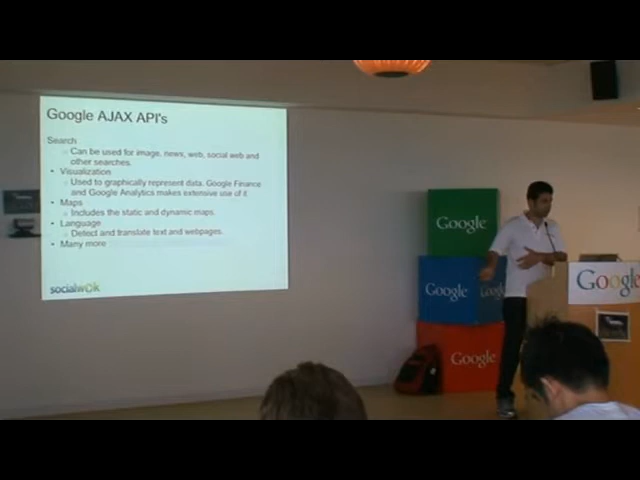 Google AJAX API's
Search
Can be used for image, news, web, social web and
other searches.
Visualization
Used to graphically represent data. Google Finance
and Google Analytics makes extensive use of it
Maps
Includes the static and dynamic maps.
Language
Detect and translate text and webpages.
Many more
socialwok
Google
Google
Google
Google
Google